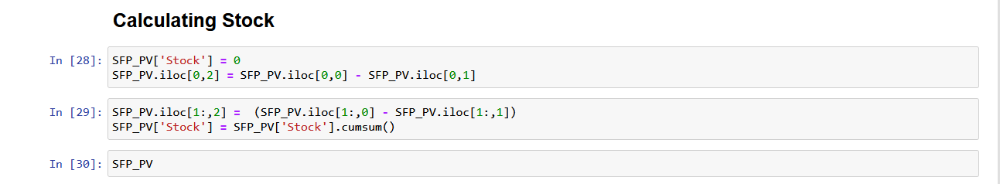 Calculating Stock
In [28]: SFP_PV['Stock'] = 0
SFP_PV.iloc[0,2] = SFP_PV.iloc[0,0] - SFP_PV.iloc[0,1]
In [29]: SFP_PV.iloc[1:,2] =  (SFP_PV.iloc[1:,0] - SFP_PV.iloc[1:,1])
SFP_PV['Stock'] = SFP_PV['Stock'].cumsum()
In [30]: SFP_PV